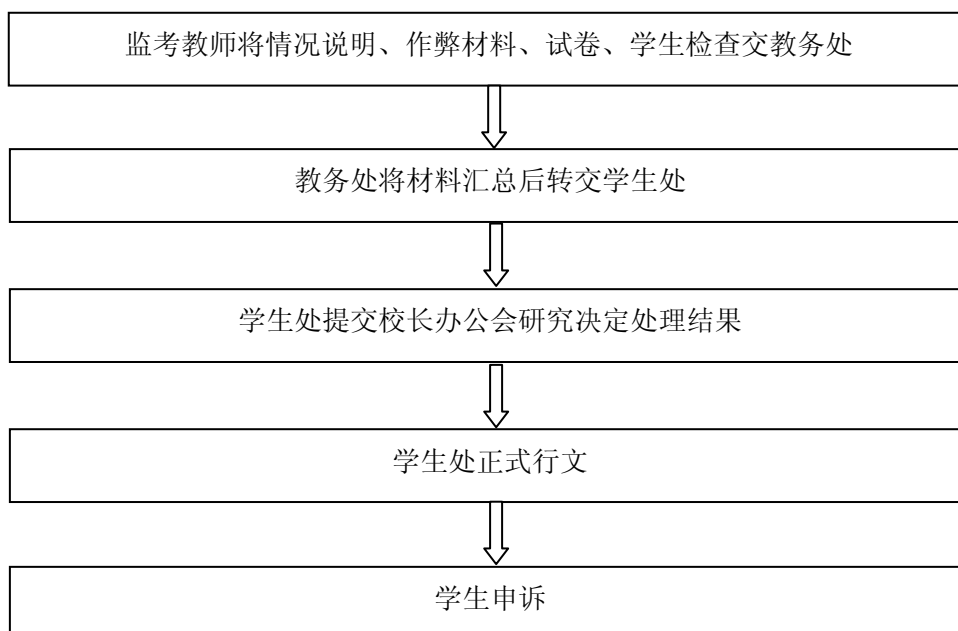 监考教师将情况说明、作弊材料、试卷、学生检查交教务处
教务处将材料汇总后转交学生处
学生处提交校长办公会研究决定处理结果
学生处正式行文
学生申诉